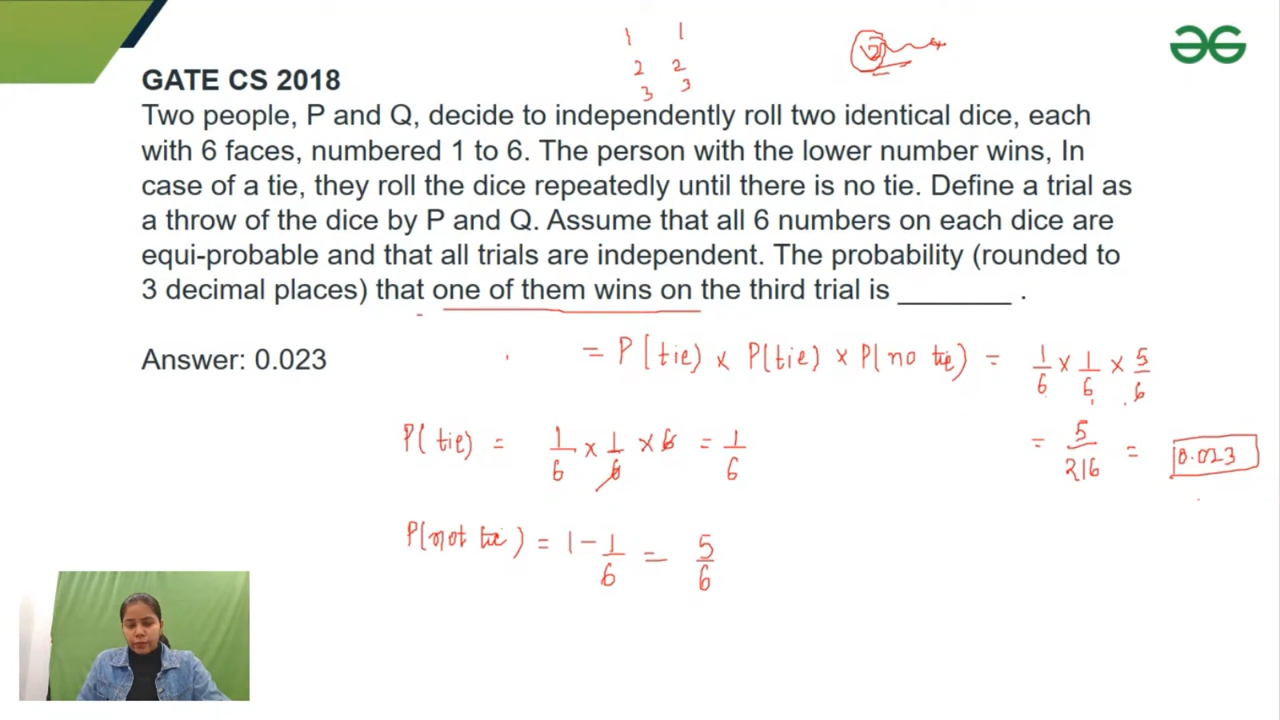 1 1
2 2
3 3
GATE CS 2018
Two people, P and Q, decide to independently roll two identical dice, each
with 6 faces, numbered 1 to 6. The person with the lower number wins, In
case of a tie, they roll the dice repeatedly until there is no tie. Define a trial as
a throw of the dice by P and Q. Assume that all 6 numbers on each dice are
equi-probable and that all trials are independent. The probability (rounded to
3 decimal places) that one of them wins on the third trial is _______ .
= P[tie) x P(tie) x P(no tie) = 1/6 x 1/6 x 5/6
Answer: 0.023
P(tie) = 1/6 x 1/6 x 6 = 1/6
= 5/216 = 0.023
P(not tie) = 1 - 1/6 = 5/6